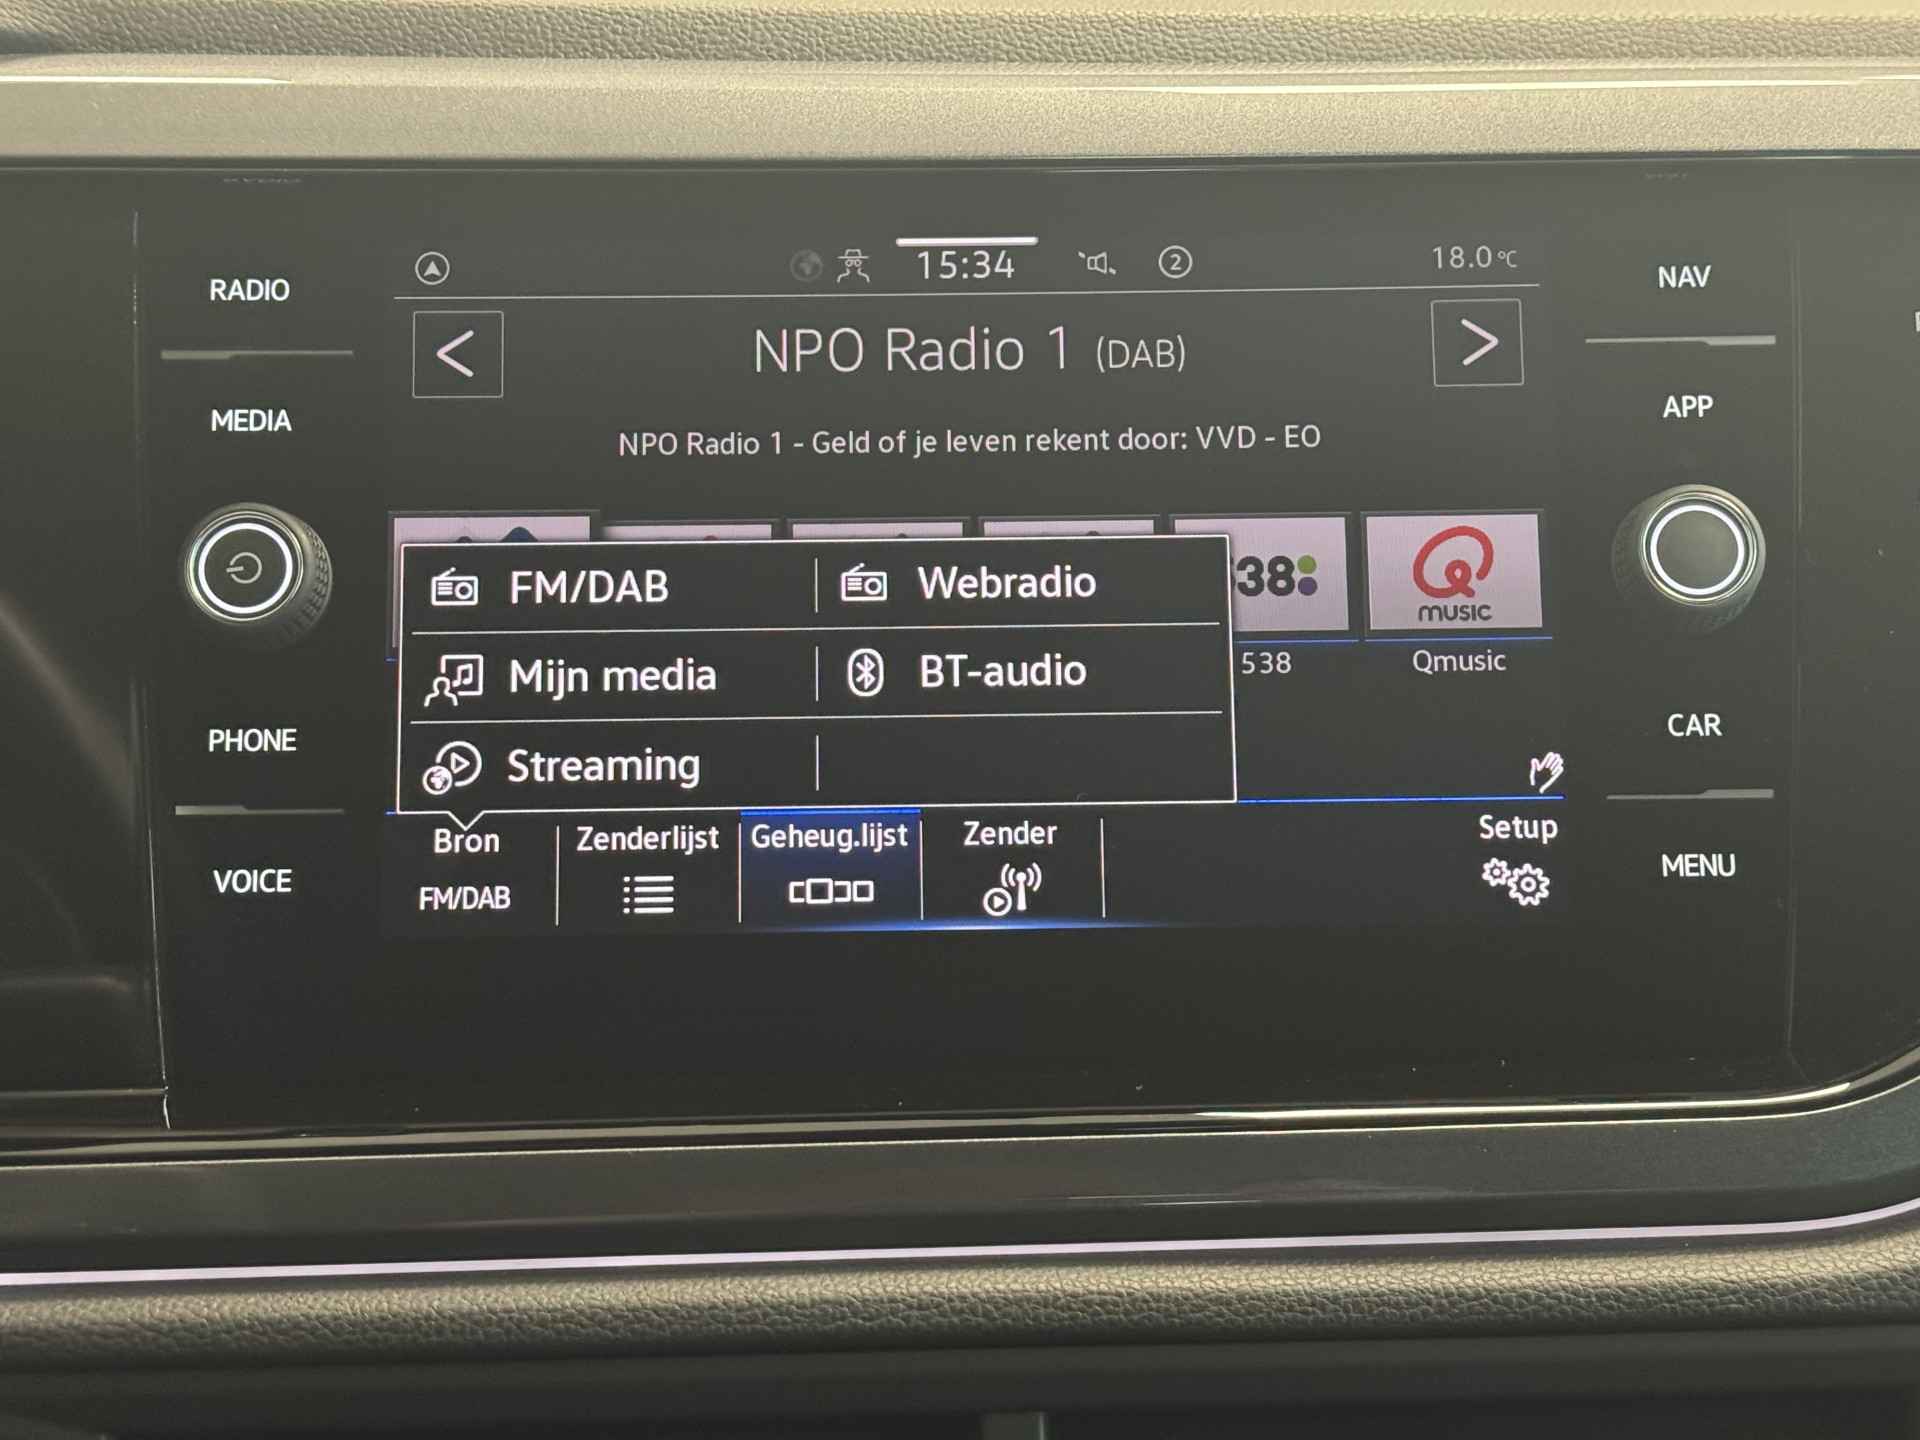 RADIO
MEDIA
PHONE
VOICE
15:34
2
18.0°C
NPO Radio 1 (DAB)
NPO Radio 1 - Geld of je leven rekent door: VVD - EO
FM/DAB
Webradio
Mijn media
BT-audio
Streaming
38
MUSIC
538
Qmusic
Bron
FM/DAB
Zenderlijst
Geheug.lijst
Zender
Setup
NAV
APP
CAR
MENU